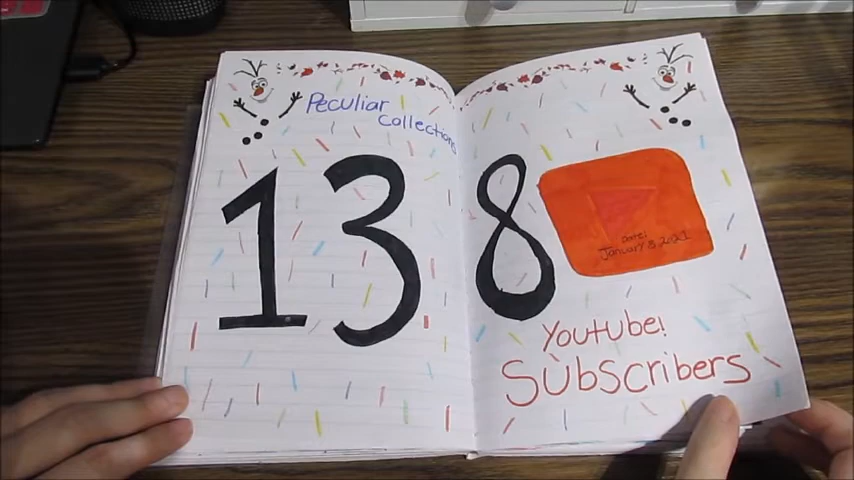 Peculiar
Collections
138
Date:
January 8 2021
Youtube!
Subscribers